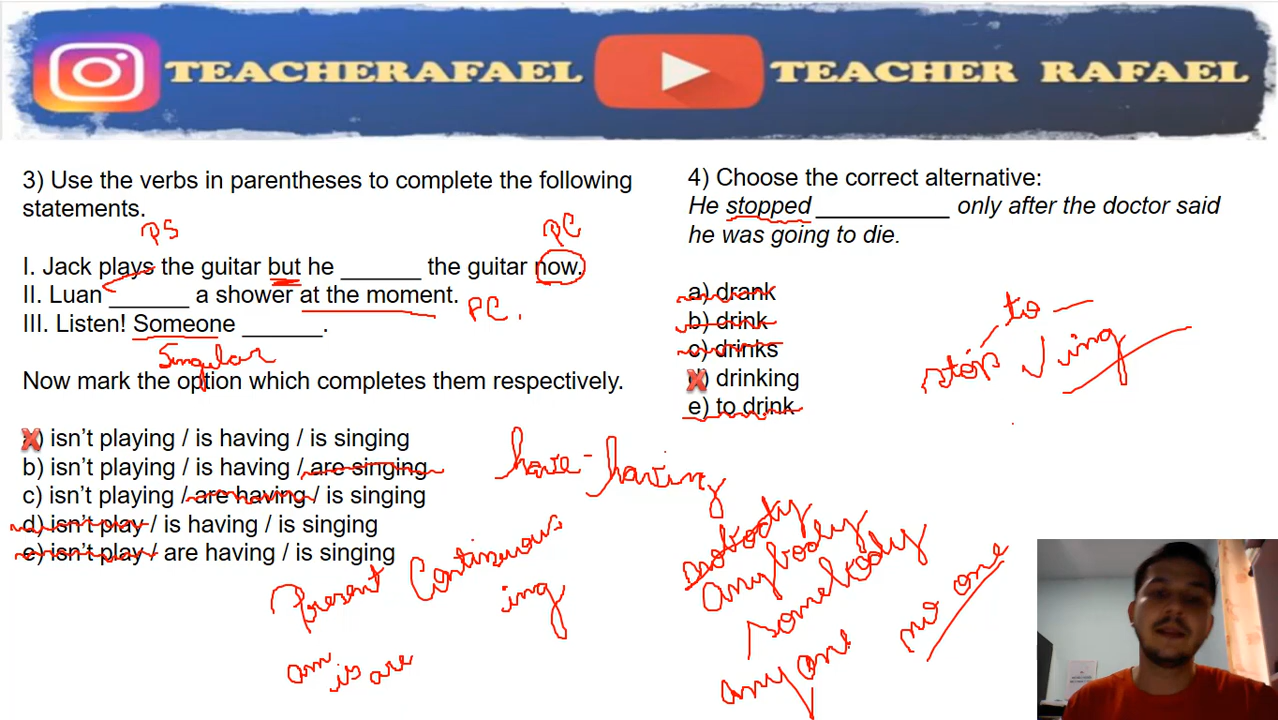 TEACHERAFAEL
TEACHER RAFAEL
3) Use the verbs in parentheses to complete the following
statements.
PS
PC
I. Jack plays the guitar but he ______ the guitar now.
II. Luan ______ a shower at the moment.
PC.
III. Listen! Someone ______.
Singular
Now mark the option which completes them respectively.
a) isn’t playing / is having / is singing
b) isn’t playing / is having / are singing
c) isn’t playing / are having / is singing
d) isn’t play / is having / is singing
e) isn’t play / are having / is singing
have - having
Present Continuous
ing
am is are
4) Choose the correct alternative:
He stopped __________ only after the doctor said
he was going to die.
a) drank
b) drink
c) drinks
d) drinking
e) to drink
to
stop ing
nobody
anybody
somebody
anyone
no one